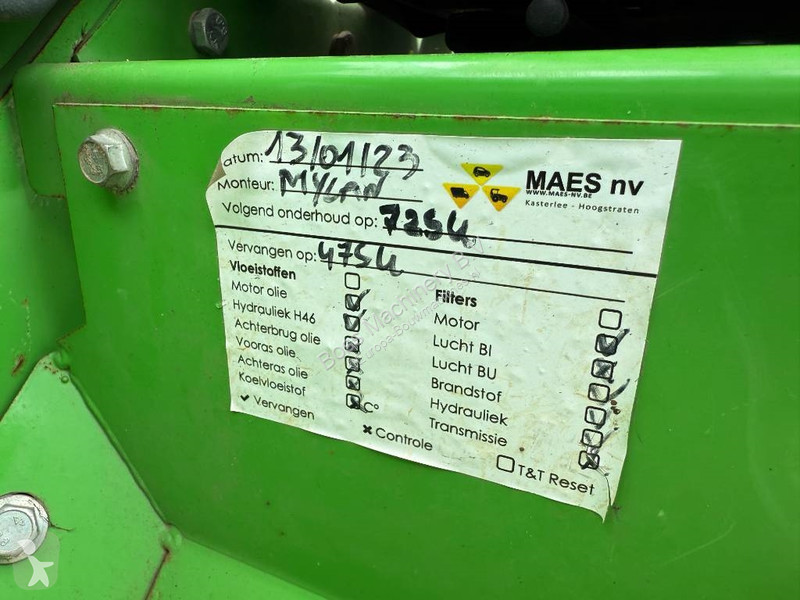 atum: 13/01/23
Monteur:
MAES nv
WWW.MAES-NV.BE
Kasterlee - Hoogstraten
Volgend onderhoud op: 7254
Vervangen op: 4754
Vloeistoffen
Motor olie
Hydrauliek H46
Achterbrug olie
Vooras olie
Achteras olie
Koelvloeistof
C°
✔ Vervangen
Filters
Motor
Lucht BI
Lucht BU
Brandstof
Hydrauliek
Transmissie
✖ Controle
T&T Reset